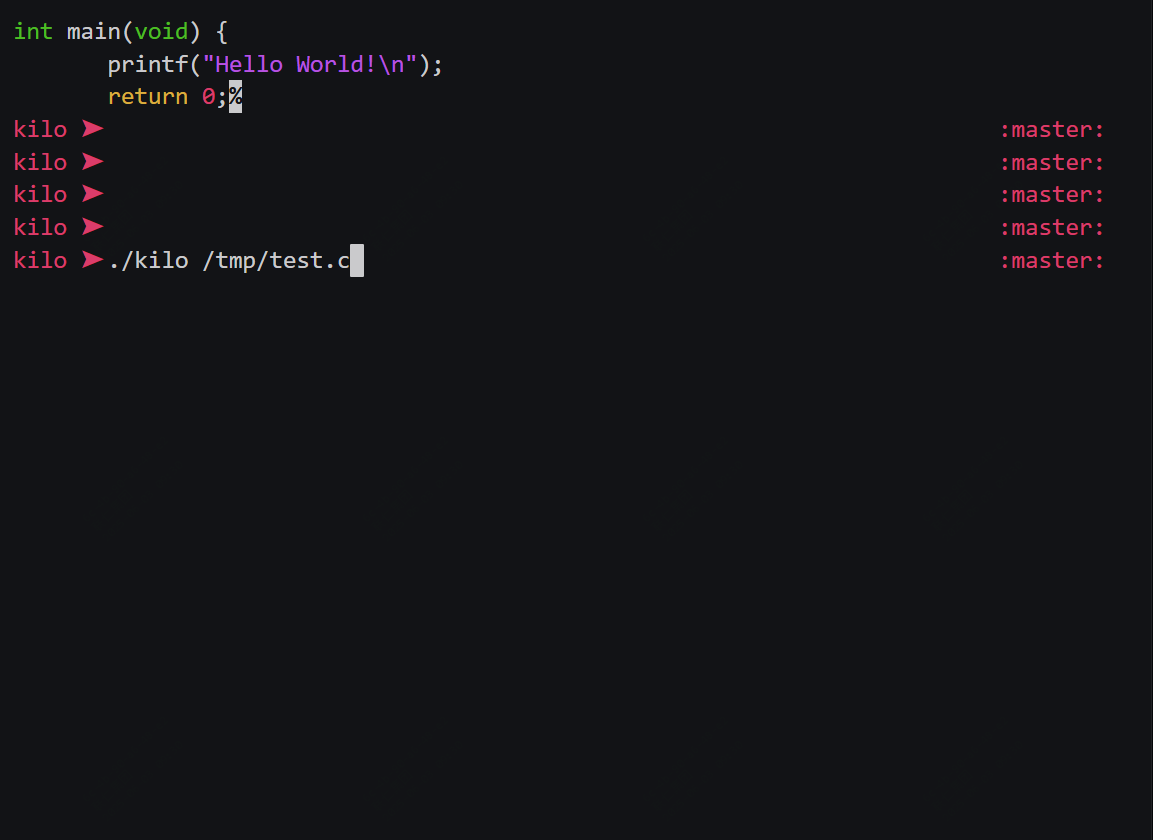 int main(void) {
       printf("Hello World!\n");
       return 0;%
kilo ➤ :master:
kilo ➤ :master:
kilo ➤ :master:
kilo ➤ :master:
kilo ➤ ./kilo /tmp/test.c :master: